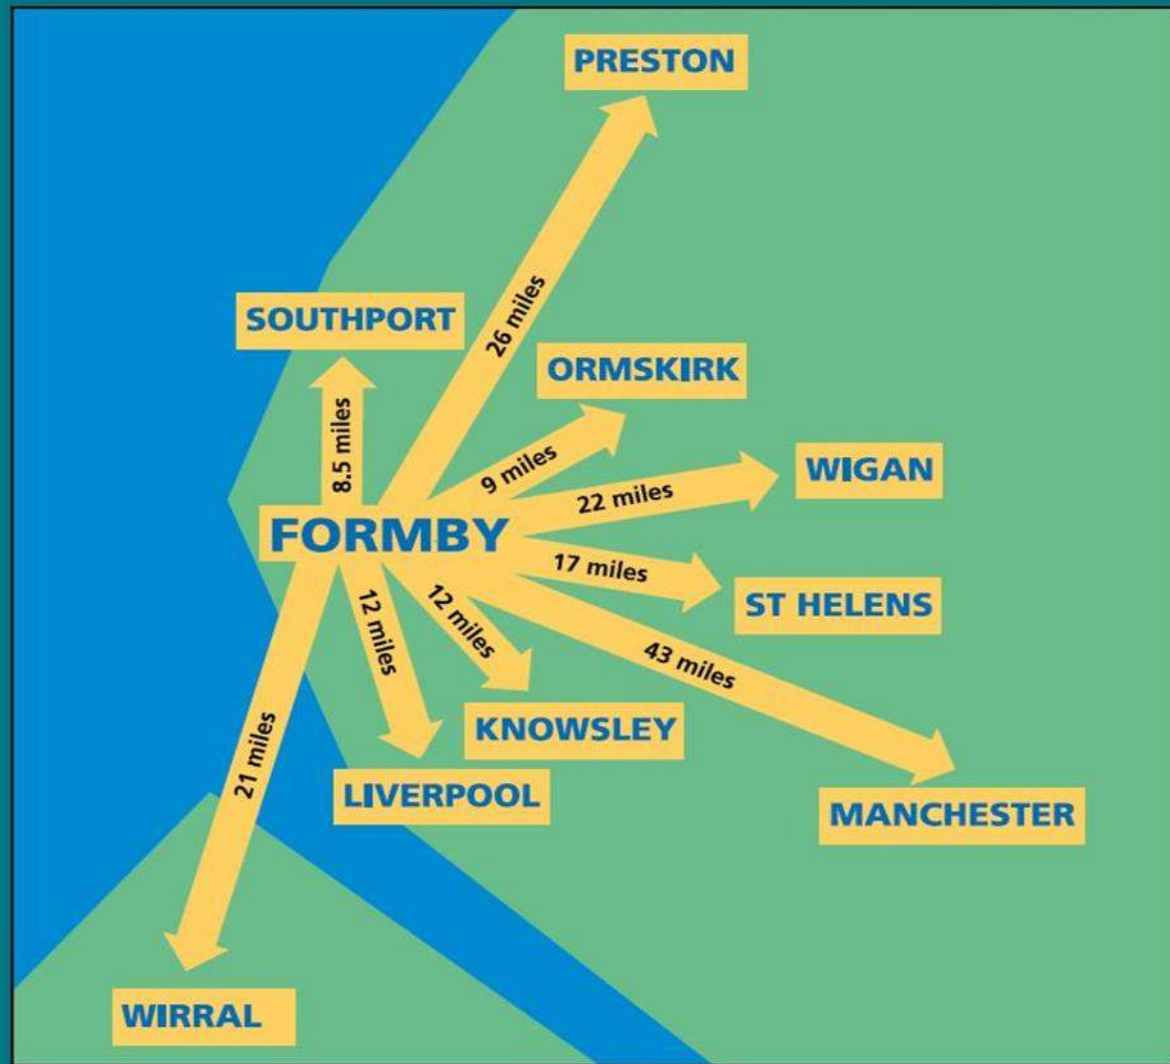 PRESTON
26 miles
SOUTHPORT
8.5 miles
ORMSKIRK
9 miles
WIGAN
22 miles
FORMBY
17 miles
ST HELENS
12 miles
12 miles
43 miles
KNOWSLEY
21 miles
LIVERPOOL
MANCHESTER
WIRRAL